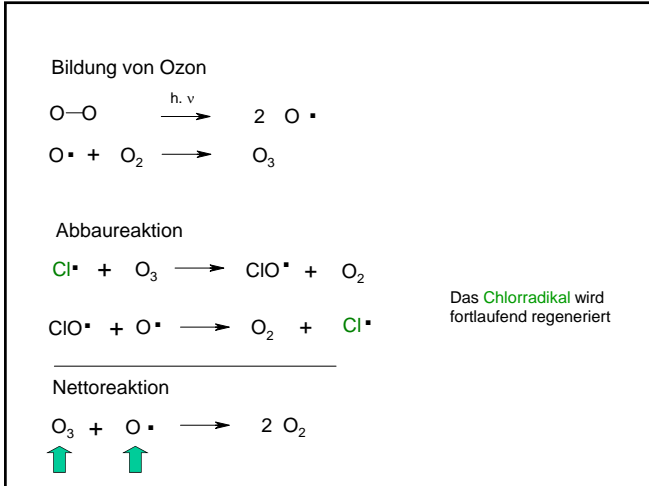 Bildung von Ozon
O—O h. ν ⟶ 2 O ▪
O▪ + O₂ ⟶ O₃
Abbaureaktion
Cl▪ + O₃ ⟶ ClO▪ + O₂
ClO▪ + O▪ ⟶ O₂ + Cl▪
Das Chlorradikal wird
fortlaufend regeneriert
Nettoreaktion
O₃ + O ▪ ⟶ 2 O₂